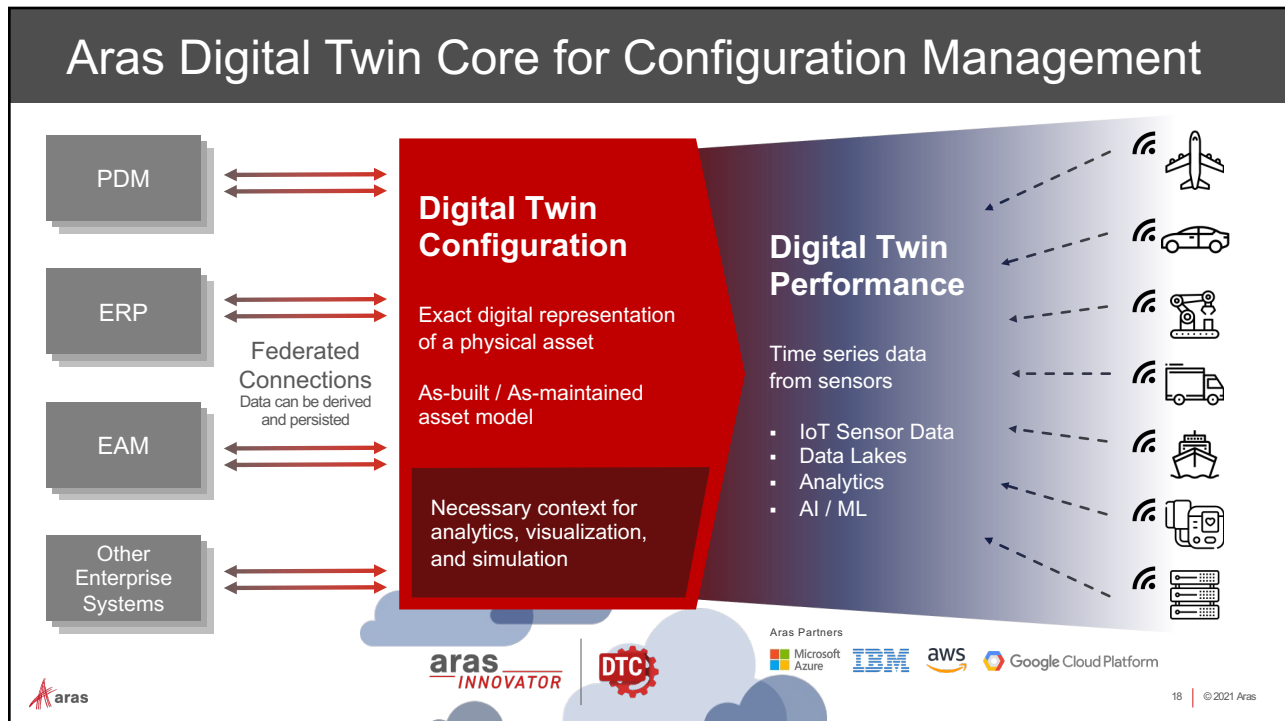 Aras Digital Twin Core for Configuration Management
PDM
ERP
EAM
Other
Enterprise
Systems
Federated
Connections
Data can be derived
and persisted
Digital Twin
Configuration
Exact digital representation
of a physical asset
As-built / As-maintained
asset model
Necessary context for
analytics, visualization,
and simulation
Digital Twin
Performance
Time series data
from sensors
▪ IoT Sensor Data
▪ Data Lakes
▪ Analytics
▪ AI / ML
aras
INNOVATOR
DTC
Aras Partners
Microsoft
Azure
IBM
aws
Google Cloud Platform
aras
18 | © 2021 Aras